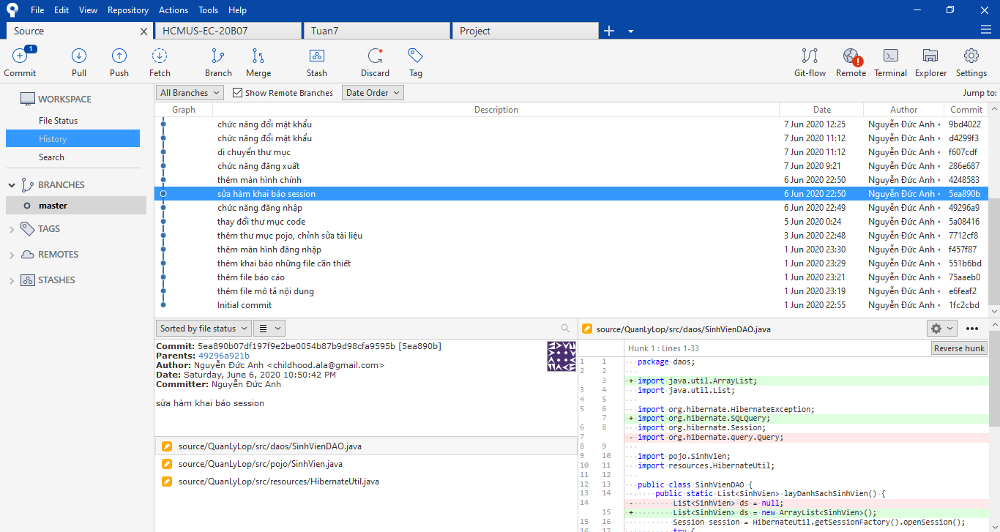 File Edit View Repository Actions Tools Help
Source HCMUS-EC-20B07 Tuan7 Project
1
Commit Pull Push Fetch Branch Merge Stash Discard Tag Git-flow Remote Terminal Explorer Settings
WORKSPACE
File Status
History
Search
BRANCHES
master
TAGS
REMOTES
STASHES
All Branches Show Remote Branches Date Order Jump to:
Graph Description Date Author Commit
chức năng đổi mật khẩu 7 Jun 2020 12:25 Nguyễn Đức Anh < 9bd4022
chức năng đổi mật khẩu 7 Jun 2020 11:12 Nguyễn Đức Anh < d4299f3
di chuyển thư mục 7 Jun 2020 11:12 Nguyễn Đức Anh < f607cdf
chức năng đăng xuất 7 Jun 2020 9:21 Nguyễn Đức Anh < 286e687
thêm màn hình chính 6 Jun 2020 22:50 Nguyễn Đức Anh < 4248583
sửa hàm khai báo session 6 Jun 2020 22:50 Nguyễn Đức Anh < 5ea890b
chức năng đăng nhập 6 Jun 2020 22:49 Nguyễn Đức Anh < 49296a9
thay đổi thư mục code 5 Jun 2020 0:24 Nguyễn Đức Anh < 5a08416
thêm thư mục pojo, chỉnh sửa tài liệu 3 Jun 2020 22:48 Nguyễn Đức Anh < 7712cf8
thêm màn hình đăng nhập 1 Jun 2020 23:30 Nguyễn Đức Anh < f457f87
thêm khai báo những file cần thiết 1 Jun 2020 23:29 Nguyễn Đức Anh < 551b6bd
thêm file báo cáo 1 Jun 2020 23:21 Nguyễn Đức Anh < 75aaeb0
thêm file mô tả nội dung 1 Jun 2020 23:19 Nguyễn Đức Anh < e6feaf2
Initial commit 1 Jun 2020 22:55 Nguyễn Đức Anh < 1fc2cbd
Sorted by file status
Commit: 5ea890b07df197f9e2be0054b87b9d98cfa9595b [5ea890b]
Parents: 49296a921b
Author: Nguyễn Đức Anh <childhood.ala@gmail.com>
Date: Saturday, June 6, 2020 10:50:42 PM
Committer: Nguyễn Đức Anh
sửa hàm khai báo session
source/QuanLyLop/src/daos/SinhVienDAO.java
source/QuanLyLop/src/pojo/SinhVien.java
source/QuanLyLop/src/resources/HibernateUtil.java
source/QuanLyLop/src/daos/SinhVienDAO.java
Hunk 1 : Lines 1-33 Reverse hunk
1 1 package daos;
2 2
3 + import java.util.ArrayList;
3 4 import java.util.List;
4 5
5 6 import org.hibernate.HibernateException;
7 + import org.hibernate.SQLQuery;
6 8 import org.hibernate.Session;
7 - import org.hibernate.query.Query;
8 9
9 10 import pojo.SinhVien;
10 11 import resources.HibernateUtil;
11 12
12 13 public class SinhVienDAO {
13 14 public static List<SinhVien> layDanhSachSinhVien() {
14 - List<SinhVien> ds = null;
15 + List<SinhVien> ds = new ArrayList<SinhVien>();
15 16 Session session = HibernateUtil.getSessionFactory().openSession();
16 17 try {